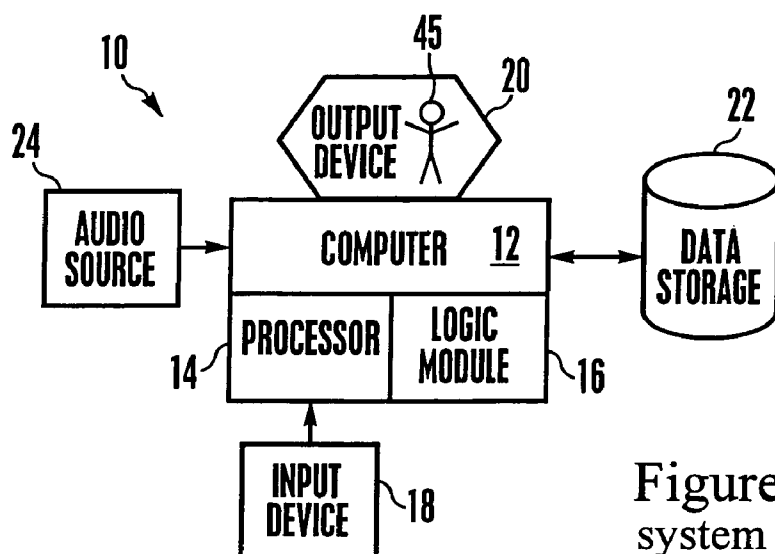 10
45
20
22
24
OUTPUT
DEVICE
AUDIO
SOURCE
COMPUTER 12
DATA
STORAGE
PROCESSOR
LOGIC
MODULE
14
16
INPUT
DEVICE
18
Figure
system